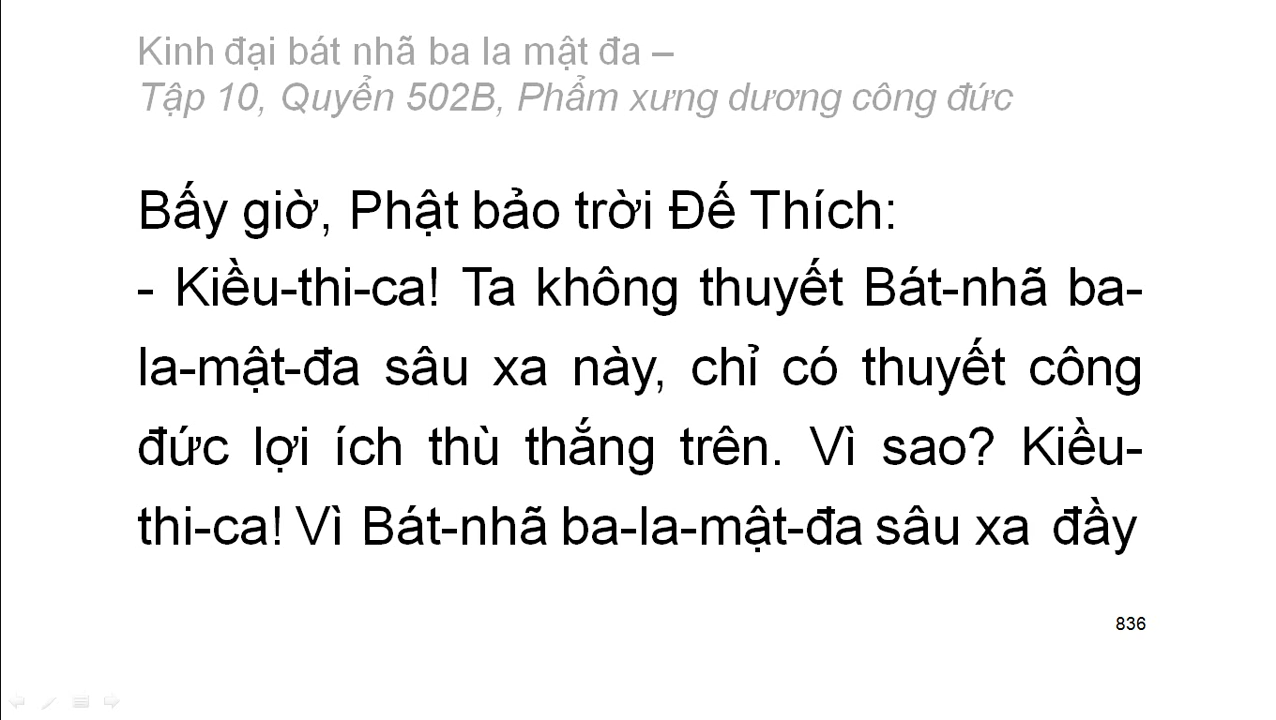 Kinh đại bát nhã ba la mật đa –
Tập 10, Quyển 502B, Phẩm xưng dương công đức
Bấy giờ, Phật bảo trời Đế Thích:
- Kiều-thi-ca! Ta không thuyết Bát-nhã ba-
la-mật-đa sâu xa này, chỉ có thuyết công
đức lợi ích thù thắng trên. Vì sao? Kiều-
thi-ca! Vì Bát-nhã ba-la-mật-đa sâu xa đầy
836